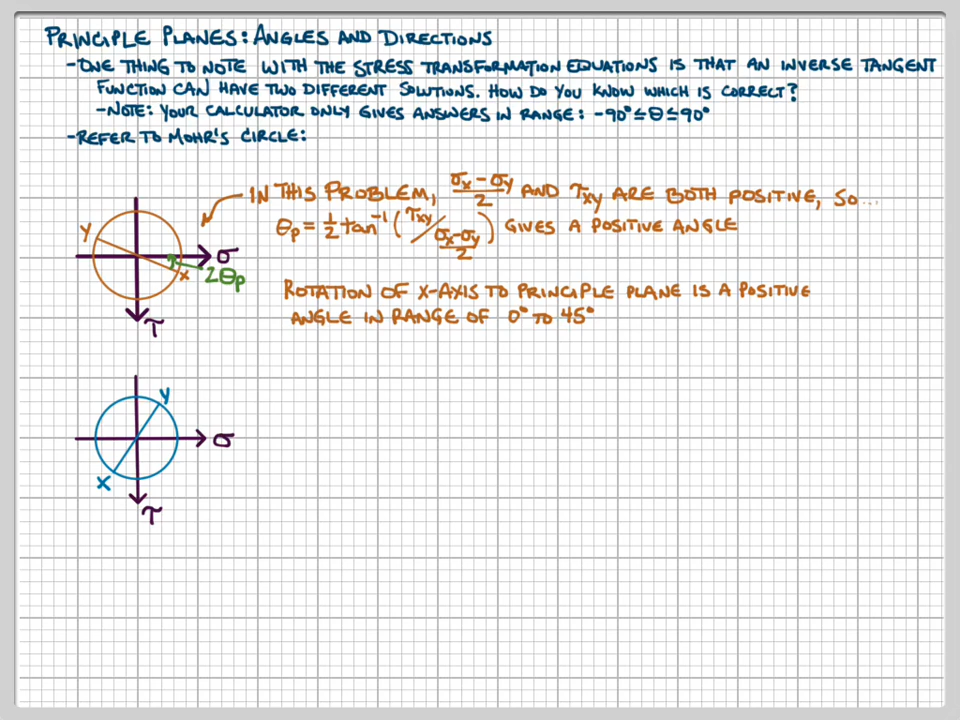 PRINCIPLE PLANES: ANGLES AND DIRECTIONS
-ONE THING TO NOTE WITH THE STRESS TRANSFORMATION EQUATIONS IS THAT AN INVERSE TANGENT
FUNCTION CAN HAVE TWO DIFFERENT SOLUTIONS. HOW DO YOU KNOW WHICH IS CORRECT?
-NOTE: YOUR CALCULATOR ONLY GIVES ANSWERS IN RANGE: -90° ≤ θ ≤ 90°
-REFER TO MOHR'S CIRCLE:
IN THIS PROBLEM, (σx-σy)/2 AND τxy ARE BOTH POSITIVE, SO...
θp = 1/2 tan⁻¹ (τxy/((σx-σy)/2)) GIVES A POSITIVE ANGLE
y
σ
x
2θp
τ
ROTATION OF X-AXIS TO PRINCIPLE PLANE IS A POSITIVE
ANGLE IN RANGE OF 0° TO 45°
y
σ
x
τ